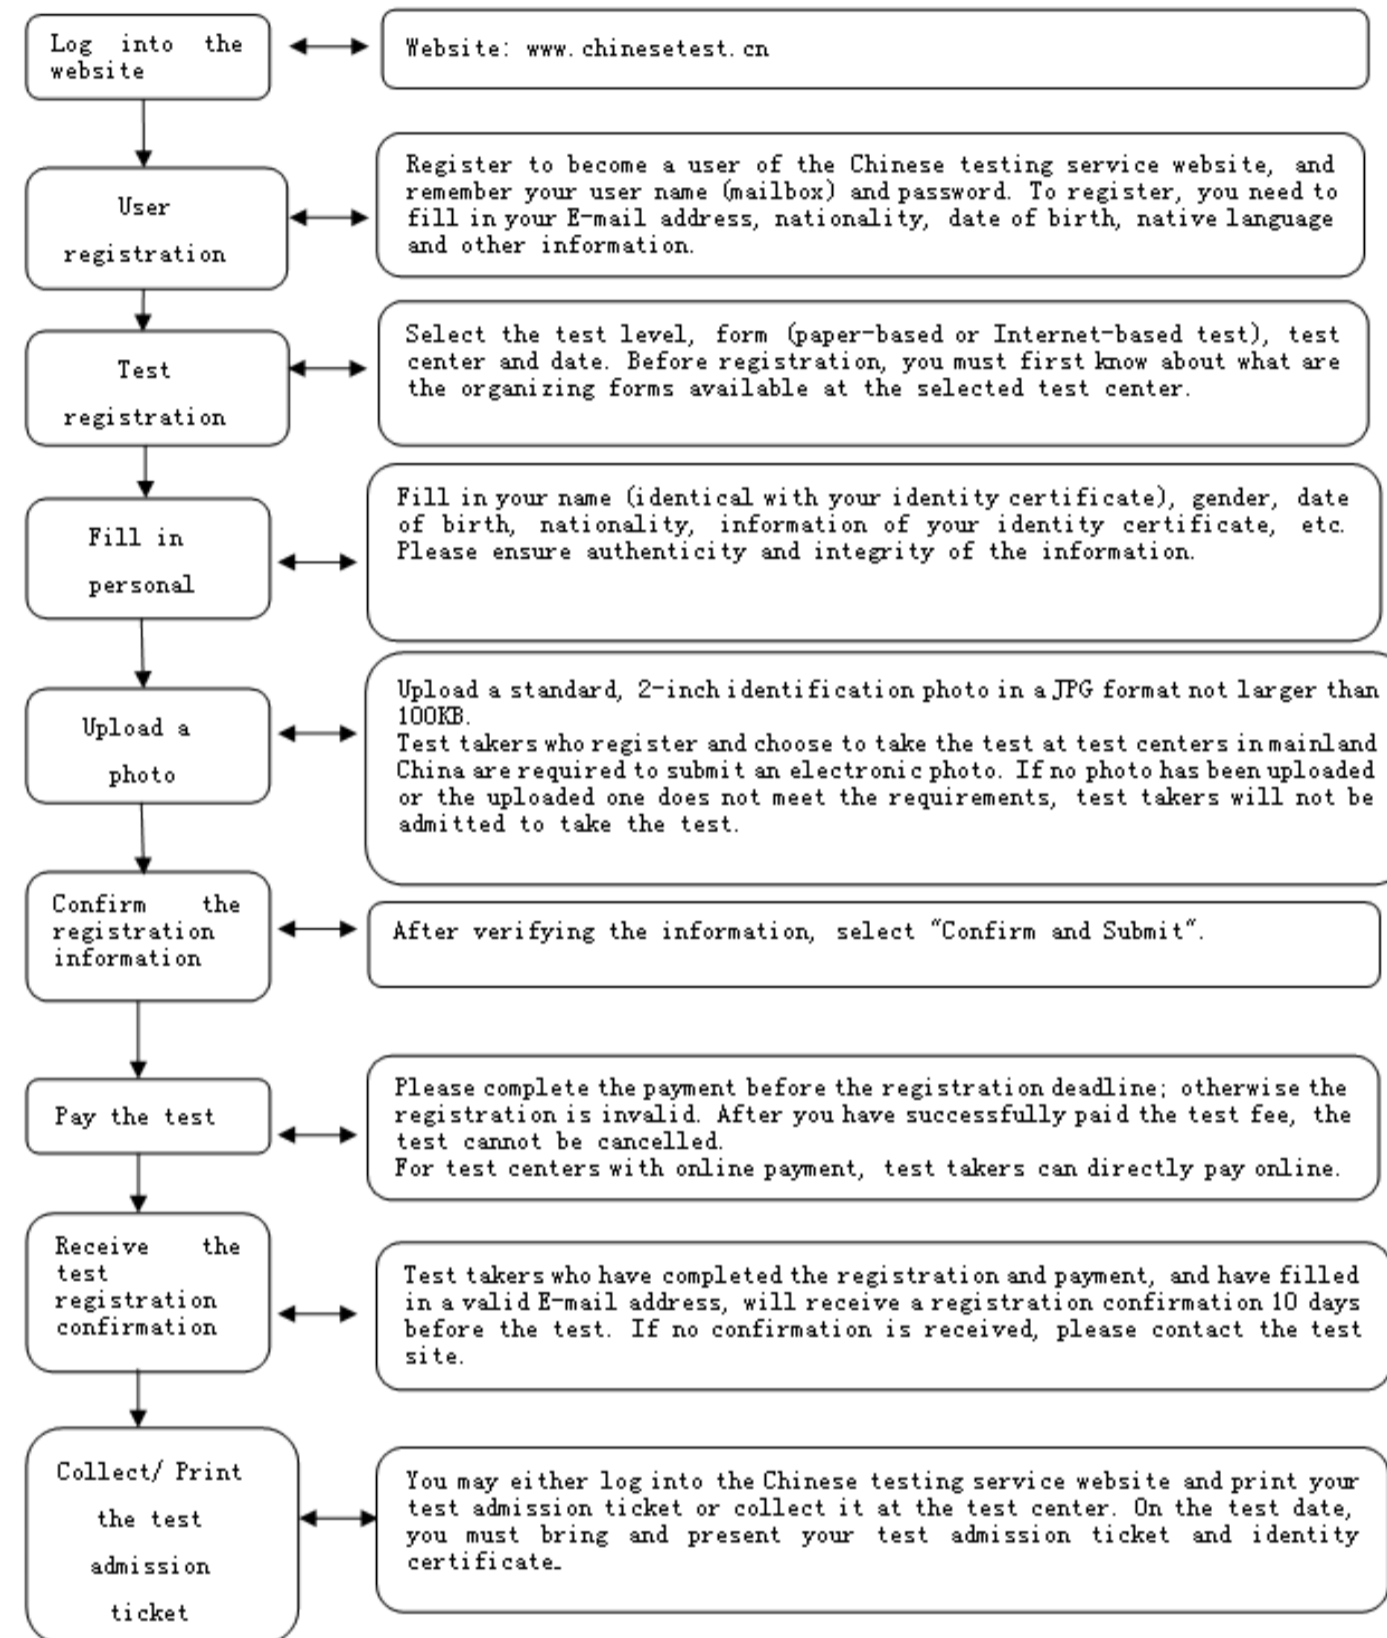 Log into the
website
Website: www.chinesetest.cn
User
registration
Register to become a user of the Chinese testing service website, and
remember your user name (mailbox) and password. To register, you need to
fill in your E-mail address, nationality, date of birth, native language
and other information.
Test
registration
Select the test level, form (paper-based or Internet-based test), test
center and date. Before registration, you must first know about what are
the organizing forms available at the selected test center.
Fill in
personal
Fill in your name (identical with your identity certificate), gender, date
of birth, nationality, information of your identity certificate, etc.
Please ensure authenticity and integrity of the information.
Upload a
photo
Upload a standard, 2-inch identification photo in a JPG format not larger than
100KB.
Test takers who register and choose to take the test at test centers in mainland
China are required to submit an electronic photo. If no photo has been uploaded
or the uploaded one does not meet the requirements, test takers will not be
admitted to take the test.
Confirm the
registration
information
After verifying the information, select "Confirm and Submit".
Pay the test
Please complete the payment before the registration deadline; otherwise the
registration is invalid. After you have successfully paid the test fee, the
test cannot be cancelled.
For test centers with online payment, test takers can directly pay online.
Receive the
test
registration
confirmation
Test takers who have completed the registration and payment, and have filled
in a valid E-mail address, will receive a registration confirmation 10 days
before the test. If no confirmation is received, please contact the test
site.
Collect/ Print
the test
admission
ticket
You may either log into the Chinese testing service website and print your
test admission ticket or collect it at the test center. On the test date,
you must bring and present your test admission ticket and identity
certificate.